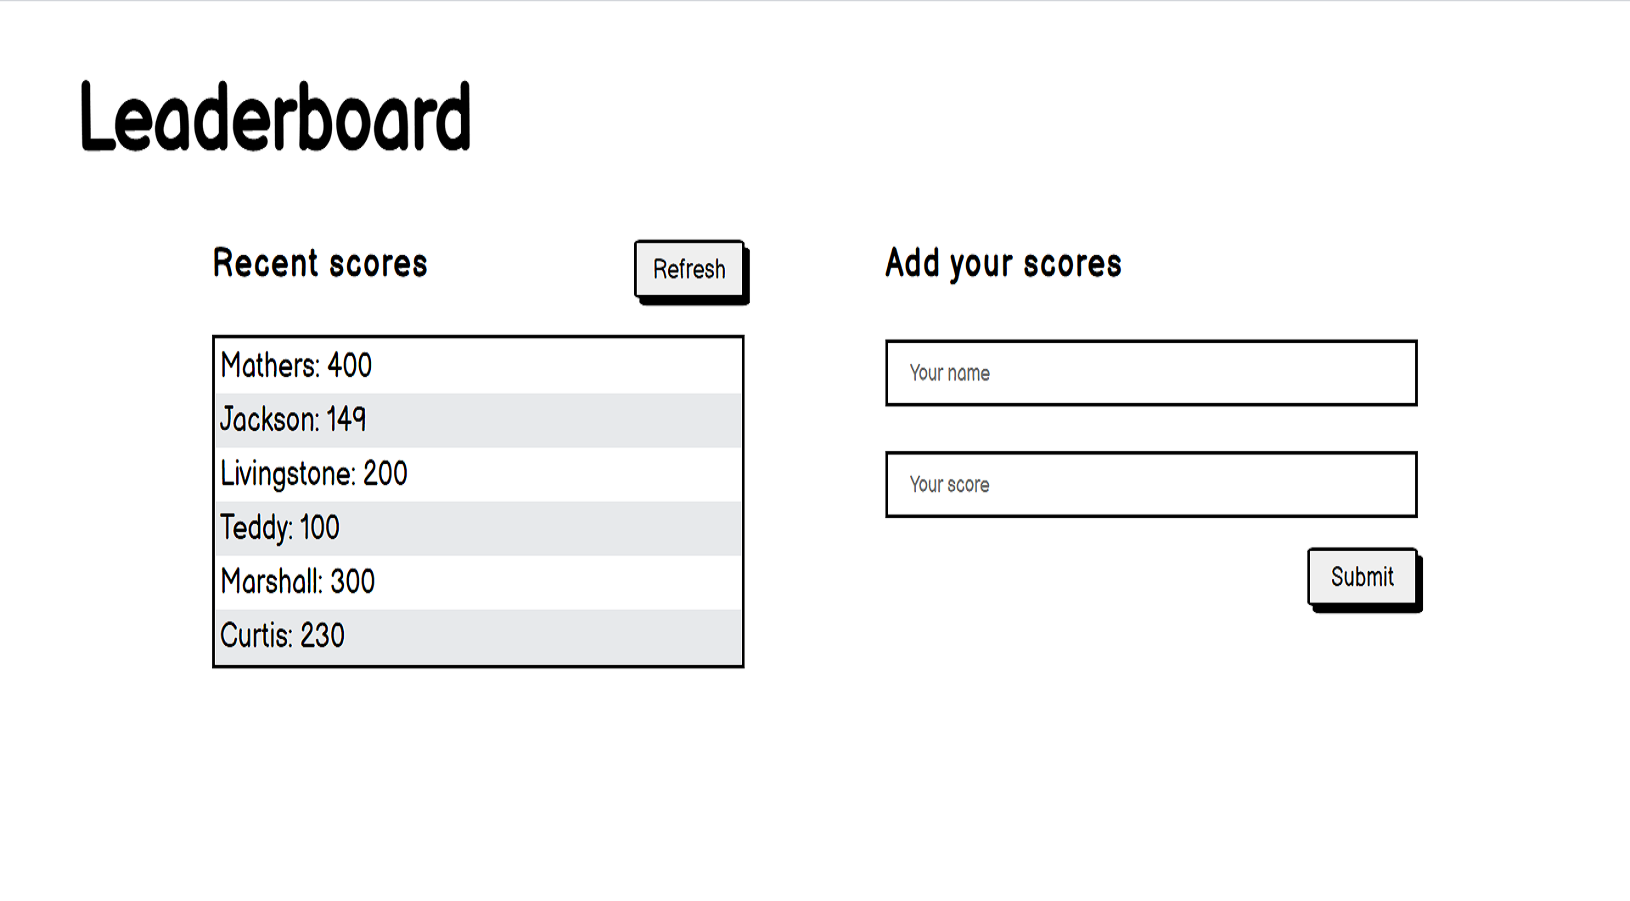 Leaderboard
Recent scores
Refresh
Mathers: 400
Jackson: 149
Livingstone: 200
Teddy: 100
Marshall: 300
Curtis: 230
Add your scores
Your name
Your score
Submit